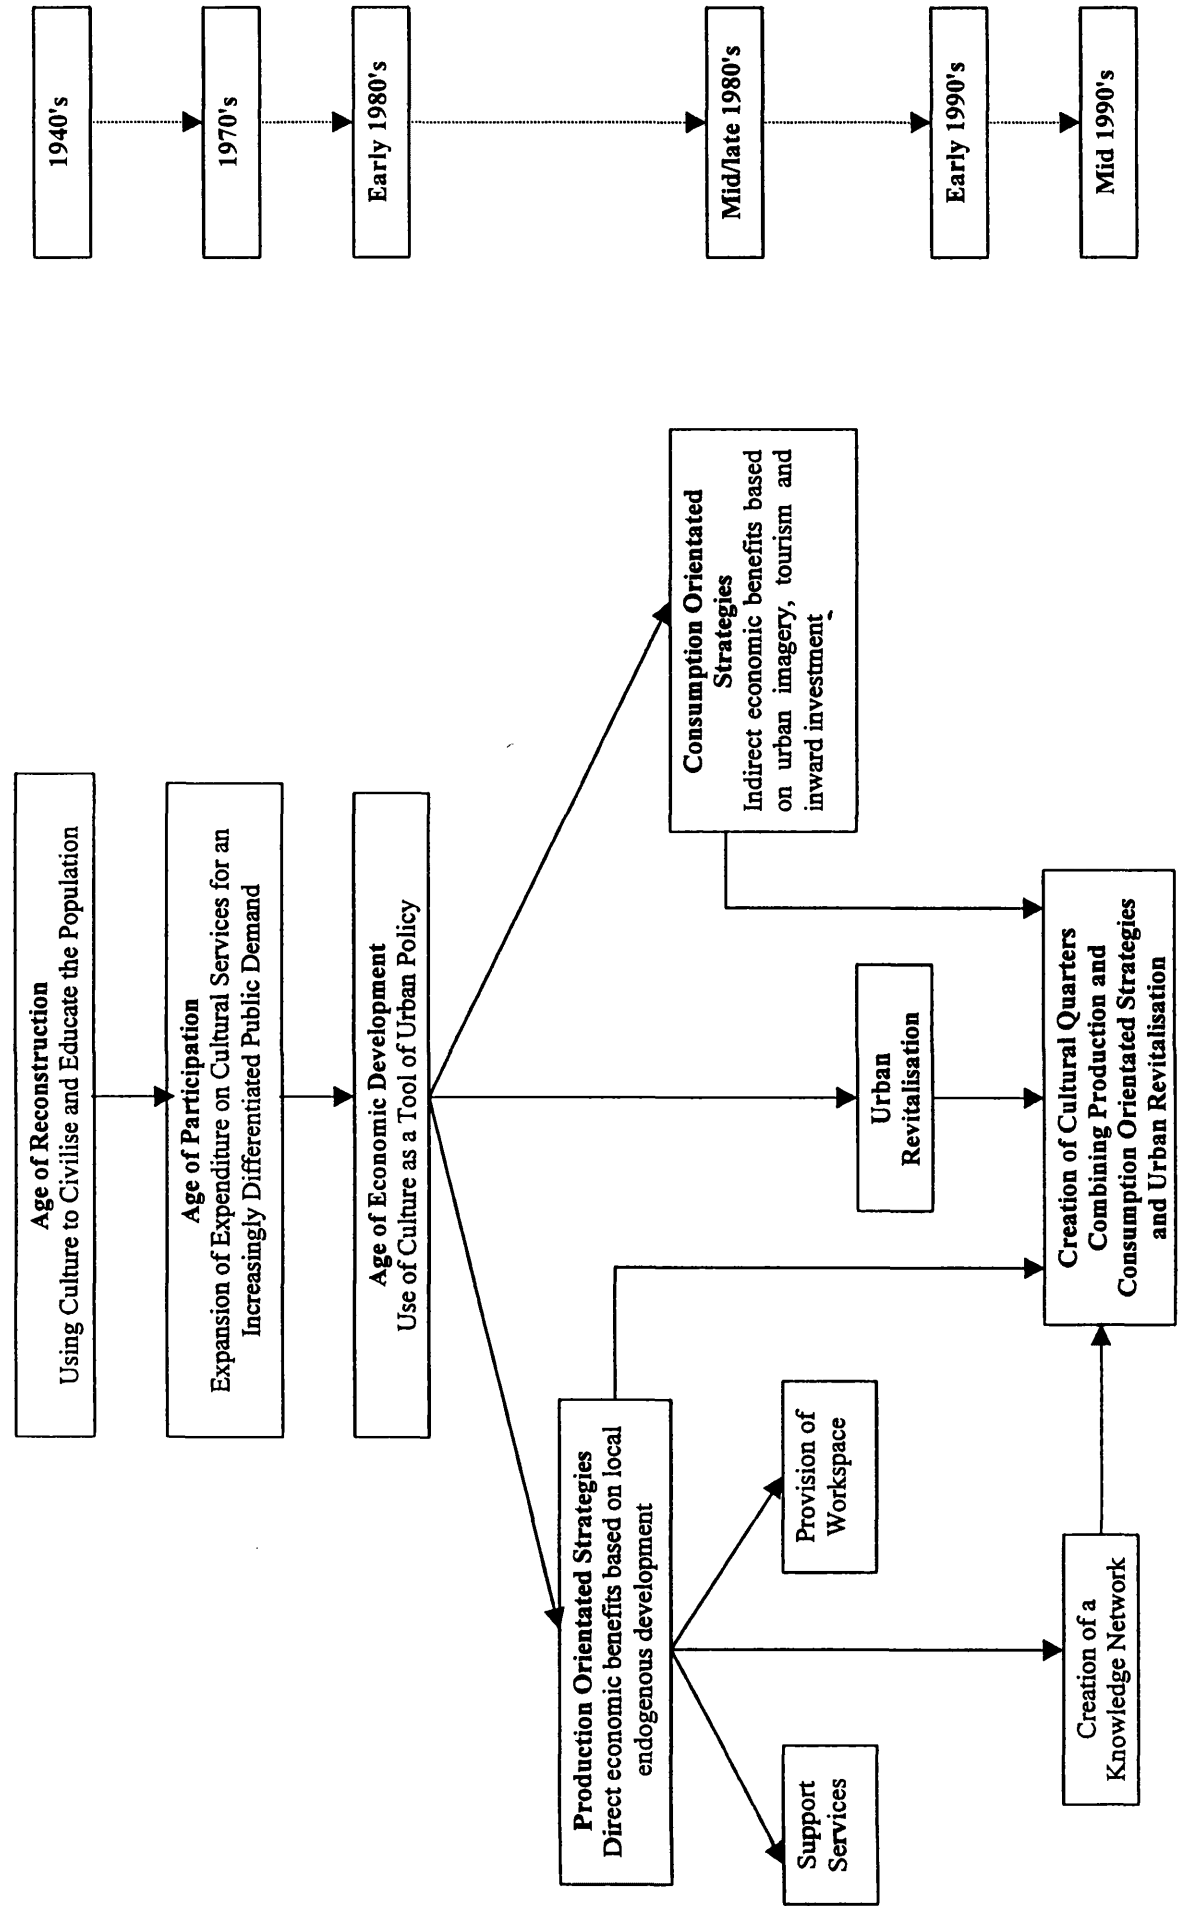 Age of Reconstruction
Using Culture to Civilise and Educate the Population
1940's
Age of Participation
Expansion of Expenditure on Cultural Services for an
Increasingly Differentiated Public Demand
1970's
Age of Economic Development
Use of Culture as a Tool of Urban Policy
Early 1980's
Production Orientated Strategies
Direct economic benefits based on local
endogenous development
Consumption Orientated
Strategies
Indirect economic benefits based
on urban imagery, tourism and
inward investment
Mid/late 1980's
Support
Services
Provision of
Workspace
Urban
Revitalisation
Early 1990's
Creation of a
Knowledge Network
Creation of Cultural Quarters
Combining Production and
Consumption Orientated Strategies
and Urban Revitalisation
Mid 1990's